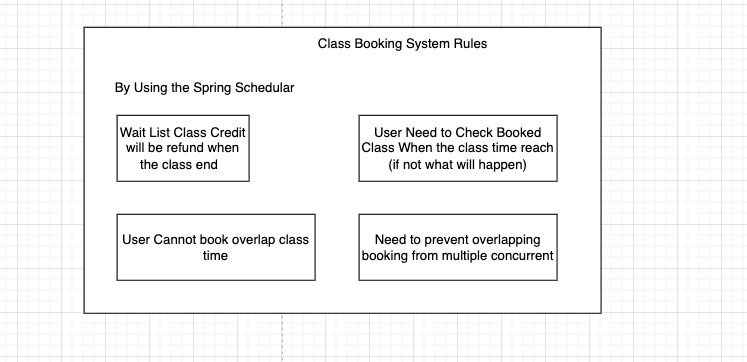 Class Booking System Rules
By Using the Spring Schedular
Wait List Class Credit
will be refund when
the class end
User Need to Check Booked
Class When the class time reach
(if not what will happen)
User Cannot book overlap class
time
Need to prevent overlapping
booking from multiple concurrent